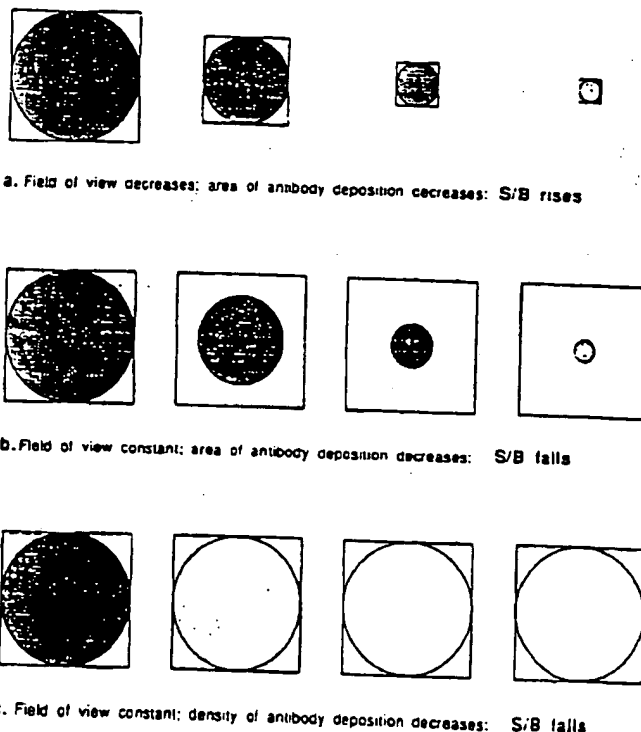 a. Field of view decreases; area of antibody deposition decreases: S/B rises
b. Field of view constant; area of antibody deposition decreases: S/B falls
. Field of view constant; density of antibody deposition decreases: S/B falls